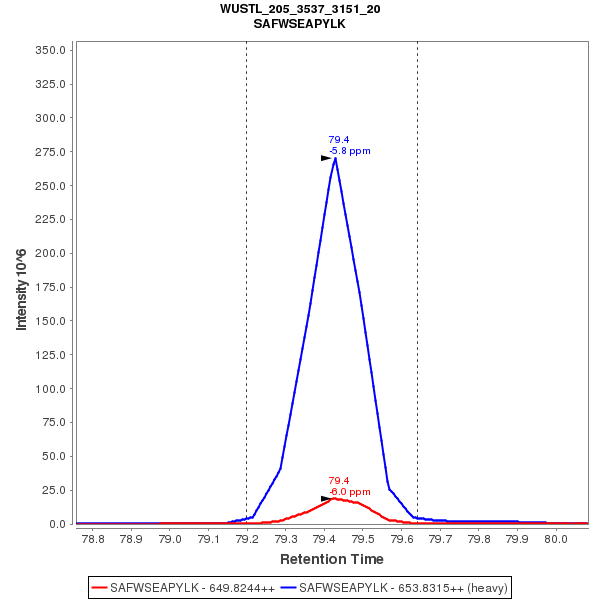 WUSTL_205_3537_3151_20
SAFWSEAPYLK
Intensity 10^6
350.0
325.0
300.0
275.0
250.0
225.0
200.0
175.0
150.0
125.0
100.0
75.0
50.0
25.0
0.0
79.4
-5.8 ppm
79.4
-6.0 ppm
78.8 78.9 79.0 79.1 79.2 79.3 79.4 79.5 79.6 79.7 79.8 79.9 80.0
Retention Time
SAFWSEAPYLK - 649.8244++ SAFWSEAPYLK - 653.8315++ (heavy)